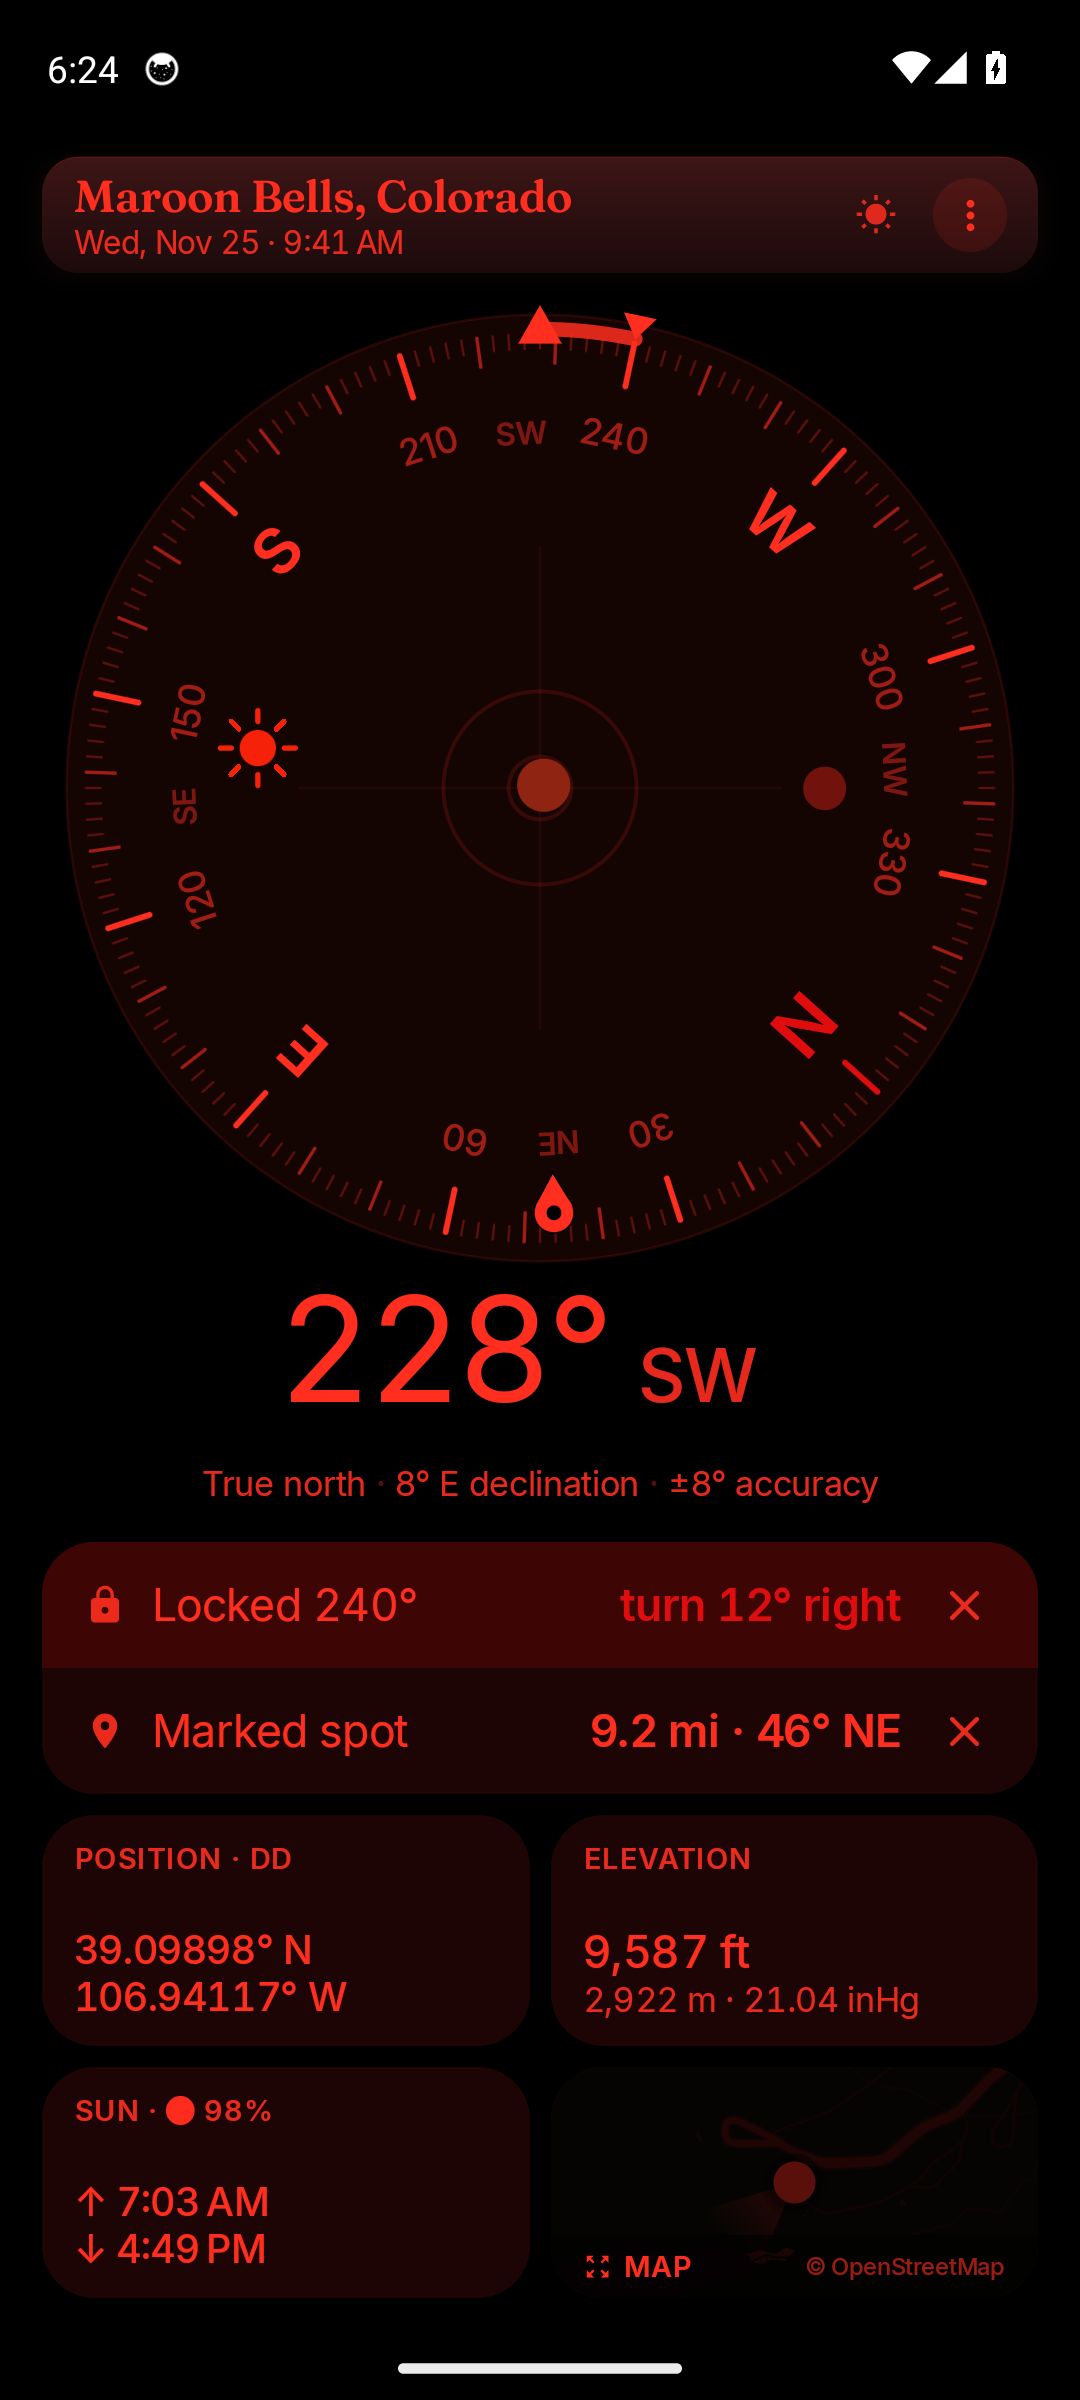 6:24
Maroon Bells, Colorado
Wed, Nov 25 · 9:41 AM
210 SW 240
S W
150 300
SE NW
120 330
E N
60 NE 30
228° SW
True north · 8° E declination · ±8° accuracy
Locked 240° turn 12° right
Marked spot 9.2 mi · 46° NE
POSITION · DD
39.09898° N
106.94117° W
ELEVATION
9,587 ft
2,922 m · 21.04 inHg
SUN · 98%
↑ 7:03 AM
↓ 4:49 PM
MAP © OpenStreetMap